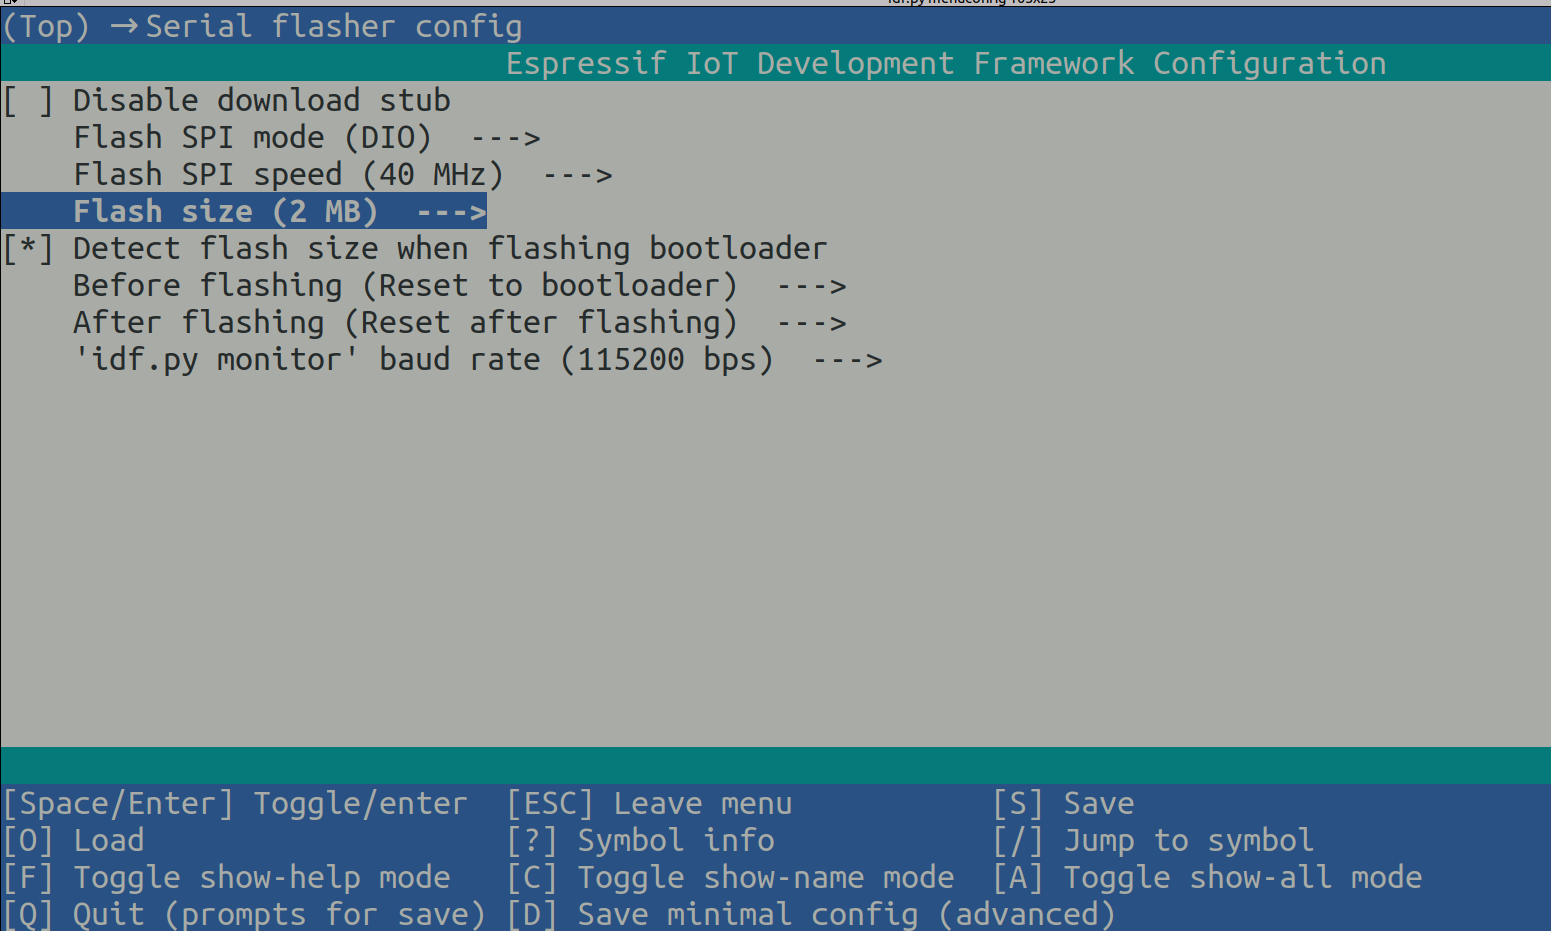 (Top) → Serial flasher config
Espressif IoT Development Framework Configuration
[ ] Disable download stub
Flash SPI mode (DIO)  --->
Flash SPI speed (40 MHz)  --->
Flash size (2 MB)  --->
[*] Detect flash size when flashing bootloader
Before flashing (Reset to bootloader)  --->
After flashing (Reset after flashing)  --->
'idf.py monitor' baud rate (115200 bps)  --->
[Space/Enter] Toggle/enter  [ESC] Leave menu  [S] Save
[O] Load  [?] Symbol info  [/] Jump to symbol
[F] Toggle show-help mode  [C] Toggle show-name mode  [A] Toggle show-all mode
[Q] Quit (prompts for save) [D] Save minimal config (advanced)